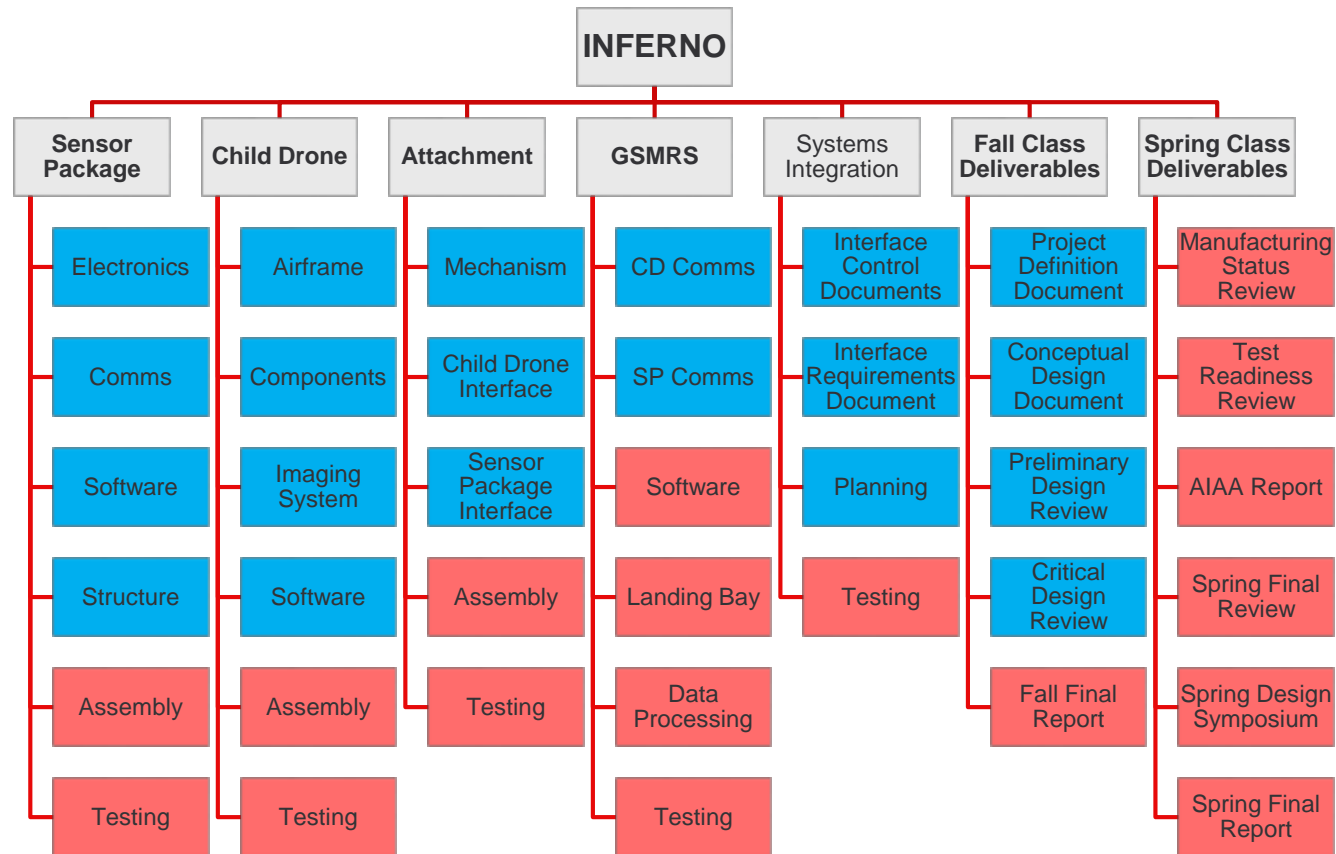 INFERNO
Sensor
Package
Child Drone
Attachment
GSMRS
Systems
Integration
Fall Class
Deliverables
Spring Class
Deliverables
Electronics
Comms
Software
Structure
Assembly
Testing
Airframe
Components
Imaging
System
Software
Assembly
Testing
Mechanism
Child Drone
Interface
Sensor
Package
Interface
Assembly
Testing
CD Comms
SP Comms
Software
Landing Bay
Data
Processing
Testing
Interface
Control
Documents
Interface
Requirements
Document
Planning
Testing
Project
Definition
Document
Conceptual
Design
Document
Preliminary
Design
Review
Critical
Design
Review
Fall Final
Report
Manufacturing
Status
Review
Test
Readiness
Review
AIAA Report
Spring Final
Review
Spring Design
Symposium
Spring Final
Report